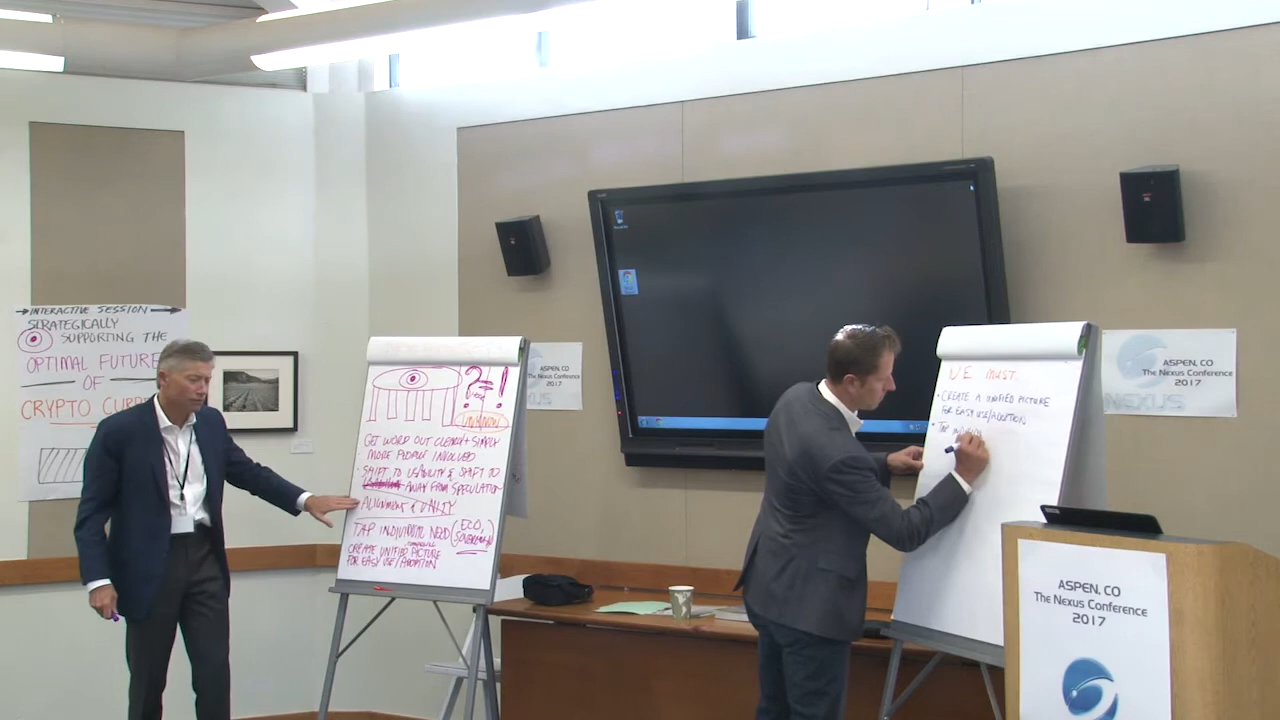 INTERACTIVE SESSION
STRATEGICALLY
SUPPORTING THE
OPTIMAL FUTURE
OF
CRYPTO CURR
?=!
UNKNOWN
GET WORD OUT CLEARLY & SIMPLY
MORE PEOPLE INVOLVED
SHIFT TO & SHIFT TO
AWAY FROM SPECULATION
ALIGNMENT & UNITY
TAP INDIVIDUAL NEED (ECO,
CREATE UNIFIED PICTURE
FOR EASY USE/ADOPTION
ASPEN, CO
The Nexus Conference
2017
WE MUST:
• CREATE A UNIFIED PICTURE
FOR EASY USE/ADOPTION
• TAP
ASPEN, CO
The Nexus Conference
2017
NEXUS
ASPEN, CO
The Nexus Conference
2017